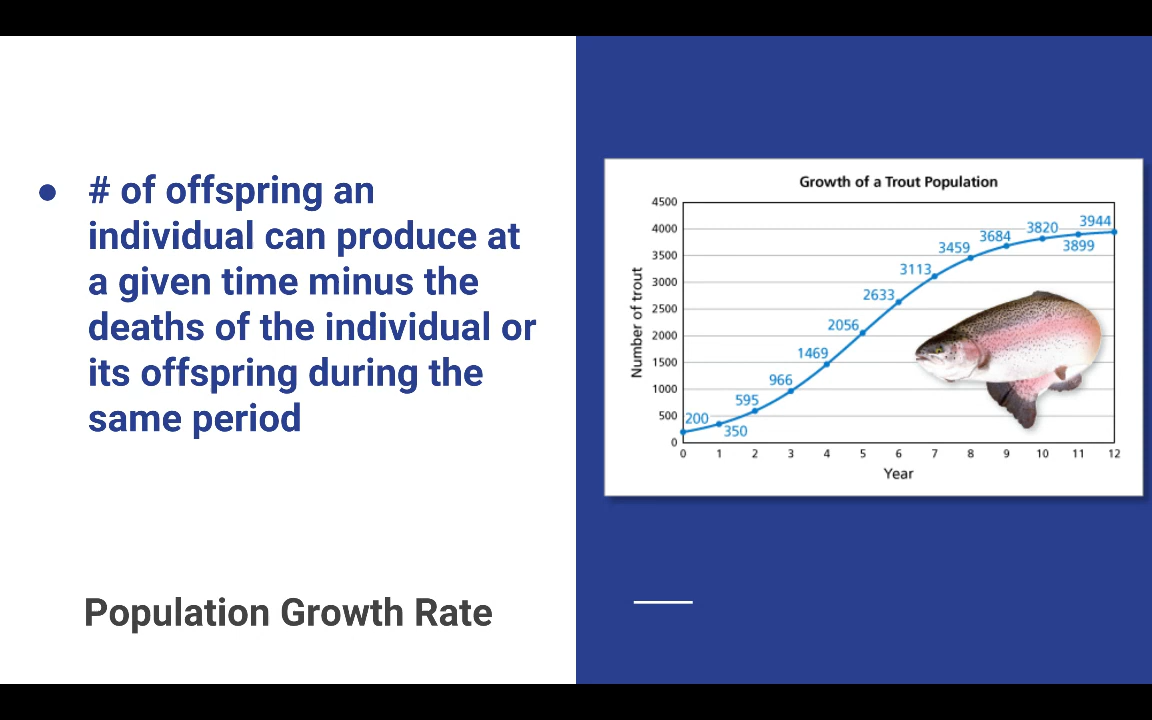 ● # of offspring an
individual can produce at
a given time minus the
deaths of the individual or
its offspring during the
same period
Population Growth Rate
Growth of a Trout Population
Number of trout
4500
4000
3500
3000
2500
2000
1500
1000
500
0
200
350
595
966
1469
2056
2633
3113
3459
3684
3820
3899
3944
0 1 2 3 4 5 6 7 8 9 10 11 12
Year